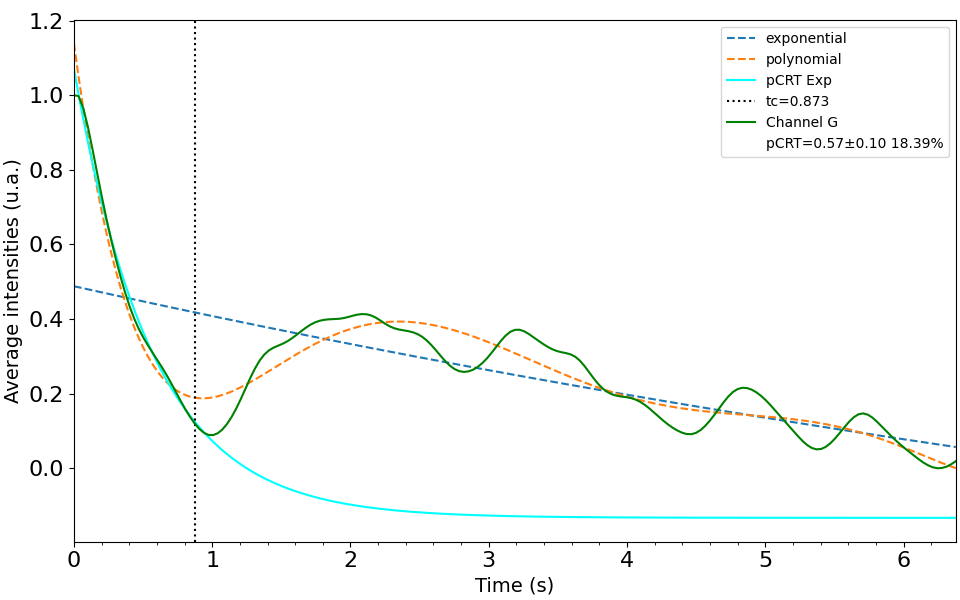 1.2
1.0
0.8
0.6
0.4
0.2
0.0
Average intensities (u.a.)
exponential
polynomial
pCRT Exp
tc=0.873
Channel G
pCRT=0.57±0.10 18.39%
0 1 2 3 4 5 6
Time (s)